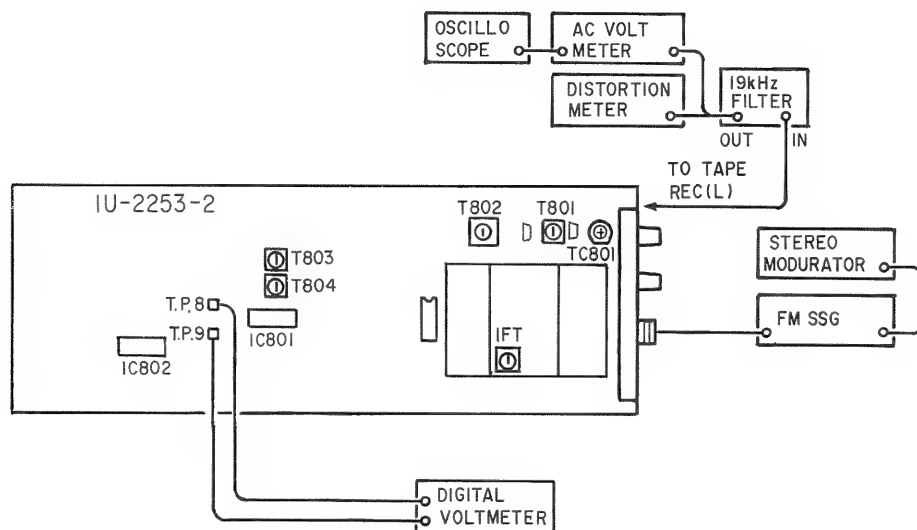 OSCILLO
SCOPE
AC VOLT
METER
DISTORTION
METER
19kHz
FILTER
OUT
IN
TO TAPE
REC(L)
1U-2253-2
T802
T801
TC801
T803
T804
T.P.8
T.P.9
IC801
IC802
IFT
STEREO
MODURATOR
FM SSG
DIGITAL
VOLTMETER